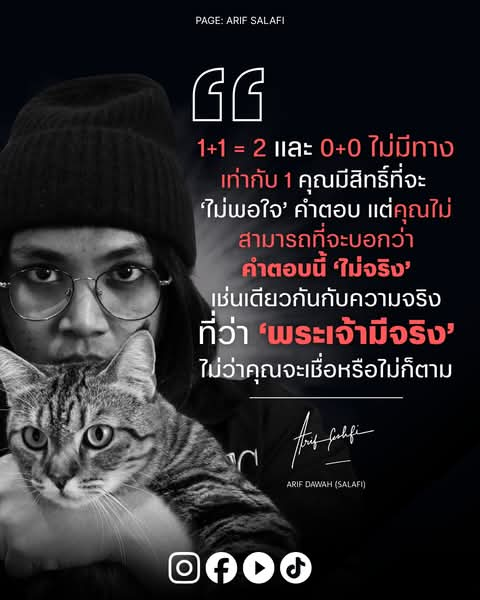 PAGE: ARIF SALAFI
1+1 = 2 และ 0+0 ไม่มีทาง
เท่ากับ 1 คุณมีสิทธิ์ที่จะ
‘ไม่พอใจ’ คำตอบ แต่คุณไม่
สามารถที่จะบอกว่า
คำตอบนี้ ‘ไม่จริง’
เช่นเดียวกันกับความจริง
ที่ว่า ‘พระเจ้ามีจริง’
ไม่ว่าคุณจะเชื่อหรือไม่ก็ตาม
Arif Salafi
ARIF DAWAH (SALAFI)